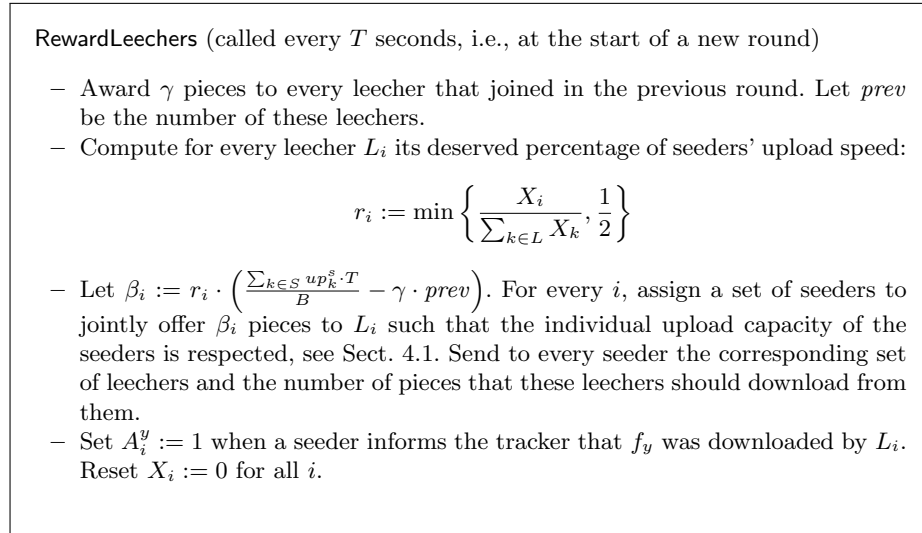 RewardLeechers (called every T seconds, i.e., at the start of a new round)
– Award γ pieces to every leecher that joined in the previous round. Let prev
be the number of these leechers.
– Compute for every leecher L_i its deserved percentage of seeders' upload speed:
r_i := min { X_i / ∑_{k∈L} X_k , 1/2 }
– Let β_i := r_i · ( ∑_{k∈S} up_k^s · T / B − γ · prev ). For every i, assign a set of seeders to
jointly offer β_i pieces to L_i such that the individual upload capacity of the
seeders is respected, see Sect. 4.1. Send to every seeder the corresponding set
of leechers and the number of pieces that these leechers should download from
them.
– Set A_i^y := 1 when a seeder informs the tracker that f_y was downloaded by L_i.
Reset X_i := 0 for all i.